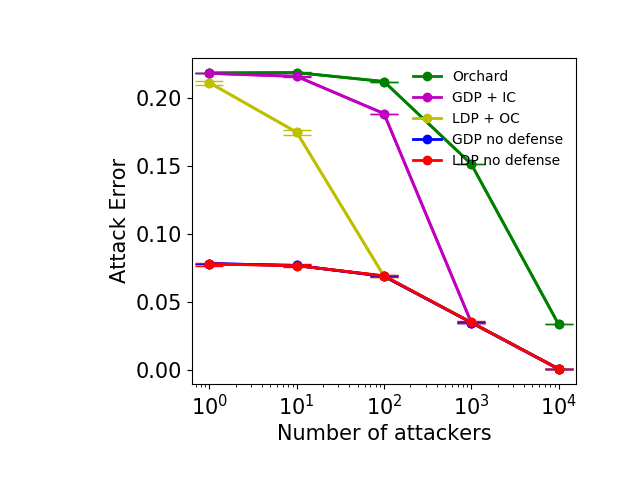 0.20
0.15
0.10
0.05
0.00
Attack Error
Orchard
GDP + IC
LDP + OC
GDP no defense
LDP no defense
10^0 10^1 10^2 10^3 10^4
Number of attackers